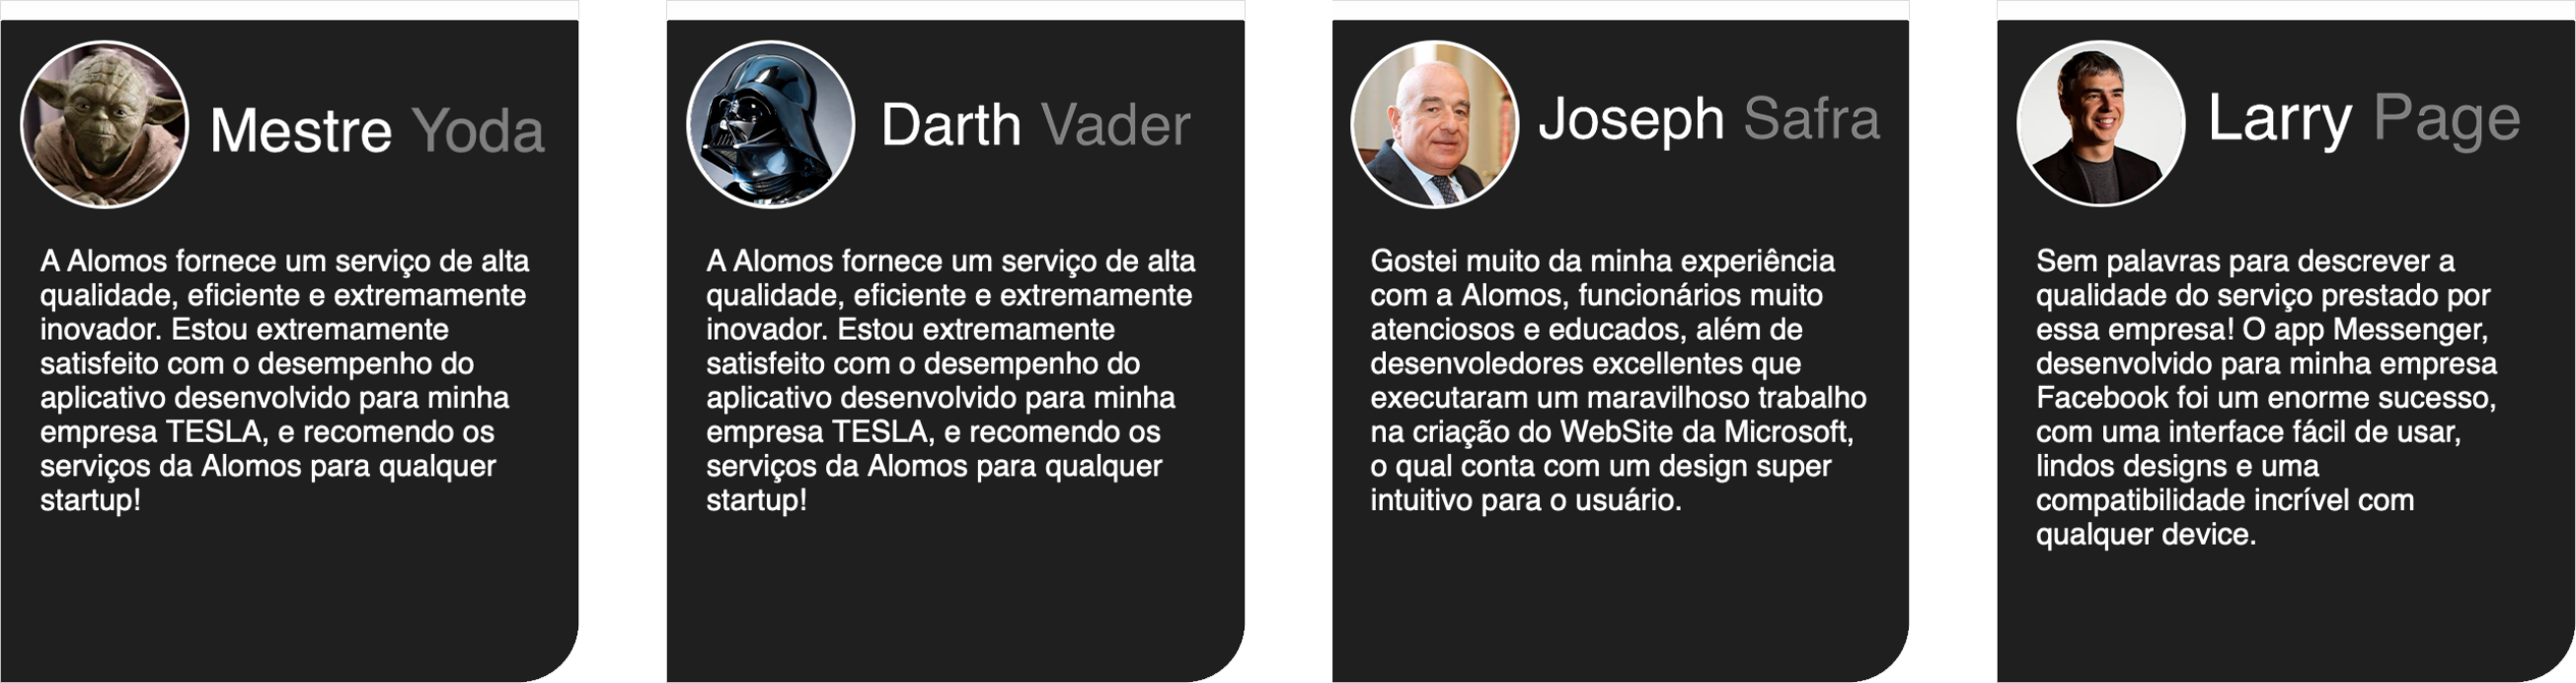 Mestre Yoda
A Alomos fornece um serviço de alta
qualidade, eficiente e extremamente
inovador. Estou extremamente
satisfeito com o desempenho do
aplicativo desenvolvido para minha
empresa TESLA, e recomendo os
serviços da Alomos para qualquer
startup!
Darth Vader
A Alomos fornece um serviço de alta
qualidade, eficiente e extremamente
inovador. Estou extremamente
satisfeito com o desempenho do
aplicativo desenvolvido para minha
empresa TESLA, e recomendo os
serviços da Alomos para qualquer
startup!
Joseph Safra
Gostei muito da minha experiência
com a Alomos, funcionários muito
atenciosos e educados, além de
desenvoledores excellentes que
executaram um maravilhoso trabalho
na criação do WebSite da Microsoft,
o qual conta com um design super
intuitivo para o usuário.
Larry Page
Sem palavras para descrever a
qualidade do serviço prestado por
essa empresa! O app Messenger,
desenvolvido para minha empresa
Facebook foi um enorme sucesso,
com uma interface fácil de usar,
lindos designs e uma
compatibilidade incrível com
qualquer device.